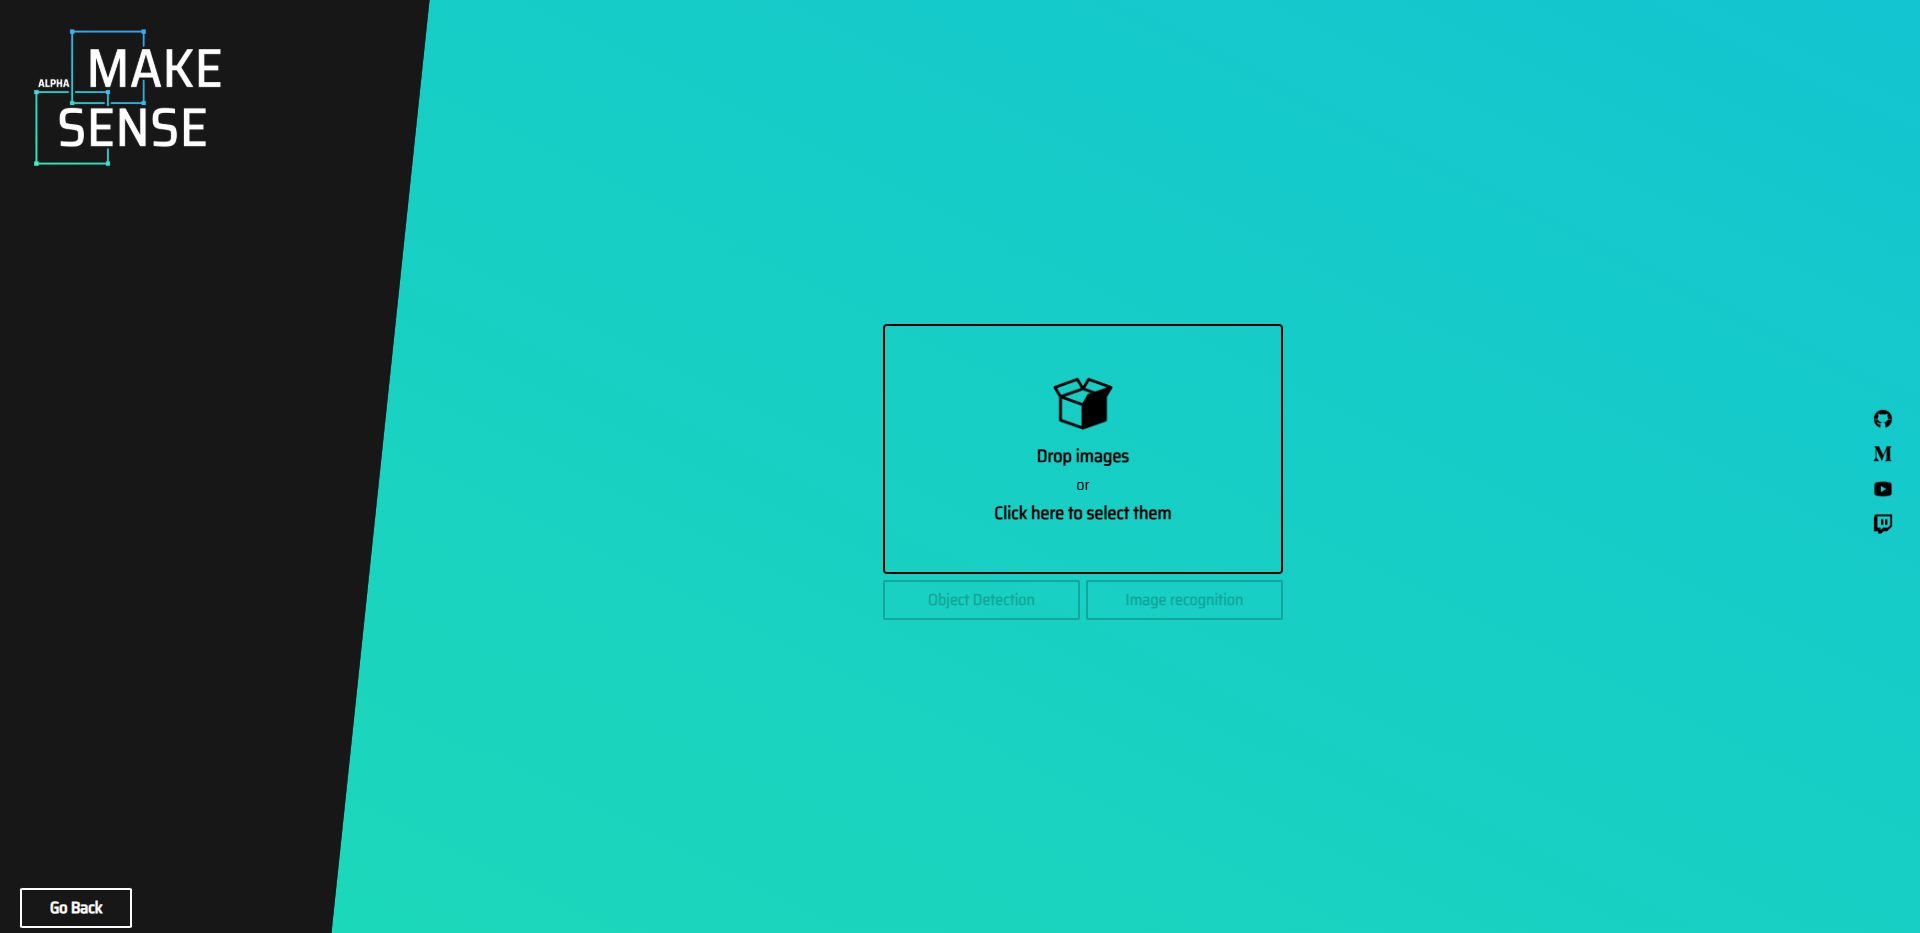 ALPHA
MAKE
SENSE
Drop images
or
Click here to select them
Object Detection
Image recognition
Go Back